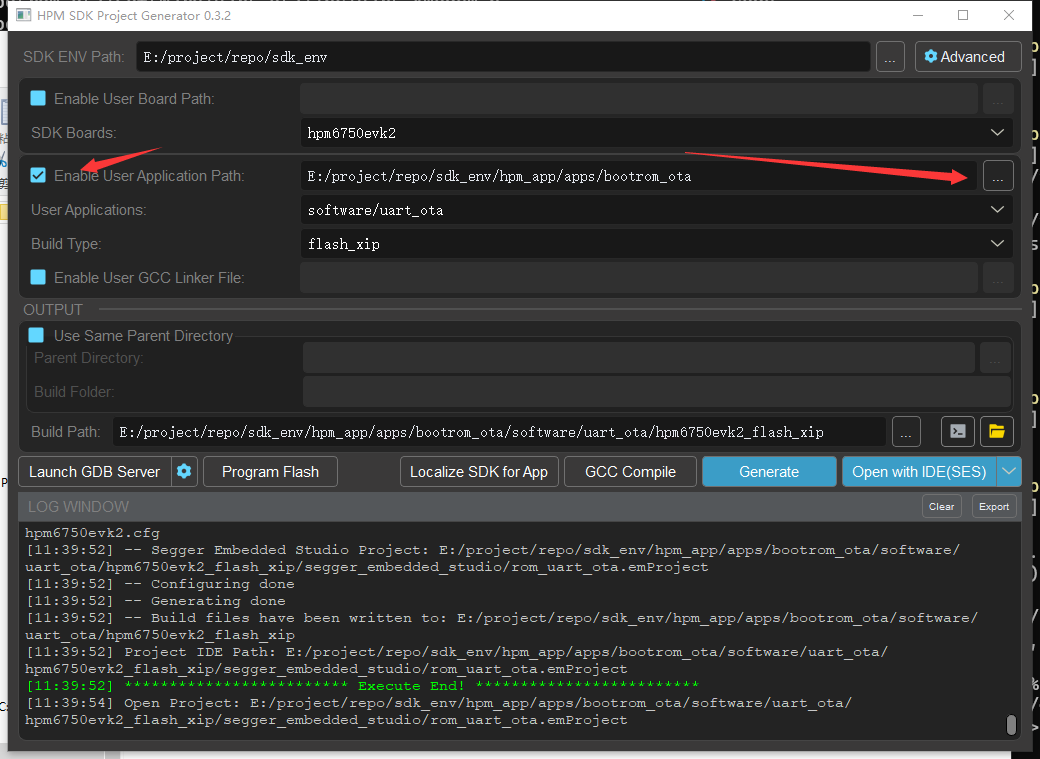 HPM SDK Project Generator 0.3.2
SDK ENV Path: E:/project/repo/sdk_env ... Advanced
Enable User Board Path: ...
SDK Boards: hpm6750evk2
Enable User Application Path: E:/project/repo/sdk_env/hpm_app/apps/bootrom_ota ...
User Applications: software/uart_ota
Build Type: flash_xip
Enable User GCC Linker File: ...
OUTPUT
Use Same Parent Directory
Parent Directory: ...
Build Folder:
Build Path: E:/project/repo/sdk_env/hpm_app/apps/bootrom_ota/software/uart_ota/hpm6750evk2_flash_xip ...
Launch GDB Server Program Flash Localize SDK for App GCC Compile Generate Open with IDE(SES)
LOG WINDOW Clear Export
hpm6750evk2.cfg
[11:39:52] -- Segger Embedded Studio Project: E:/project/repo/sdk_env/hpm_app/apps/bootrom_ota/software/
uart_ota/hpm6750evk2_flash_xip/segger_embedded_studio/rom_uart_ota.emProject
[11:39:52] -- Configuring done
[11:39:52] -- Generating done
[11:39:52] -- Build files have been written to: E:/project/repo/sdk_env/hpm_app/apps/bootrom_ota/software/
uart_ota/hpm6750evk2_flash_xip
[11:39:52] Project IDE Path: E:/project/repo/sdk_env/hpm_app/apps/bootrom_ota/software/uart_ota/
hpm6750evk2_flash_xip/segger_embedded_studio/rom_uart_ota.emProject
[11:39:52] ************************* Execute End! *************************
[11:39:54] Open Project: E:/project/repo/sdk_env/hpm_app/apps/bootrom_ota/software/uart_ota/
hpm6750evk2_flash_xip/segger_embedded_studio/rom_uart_ota.emProject